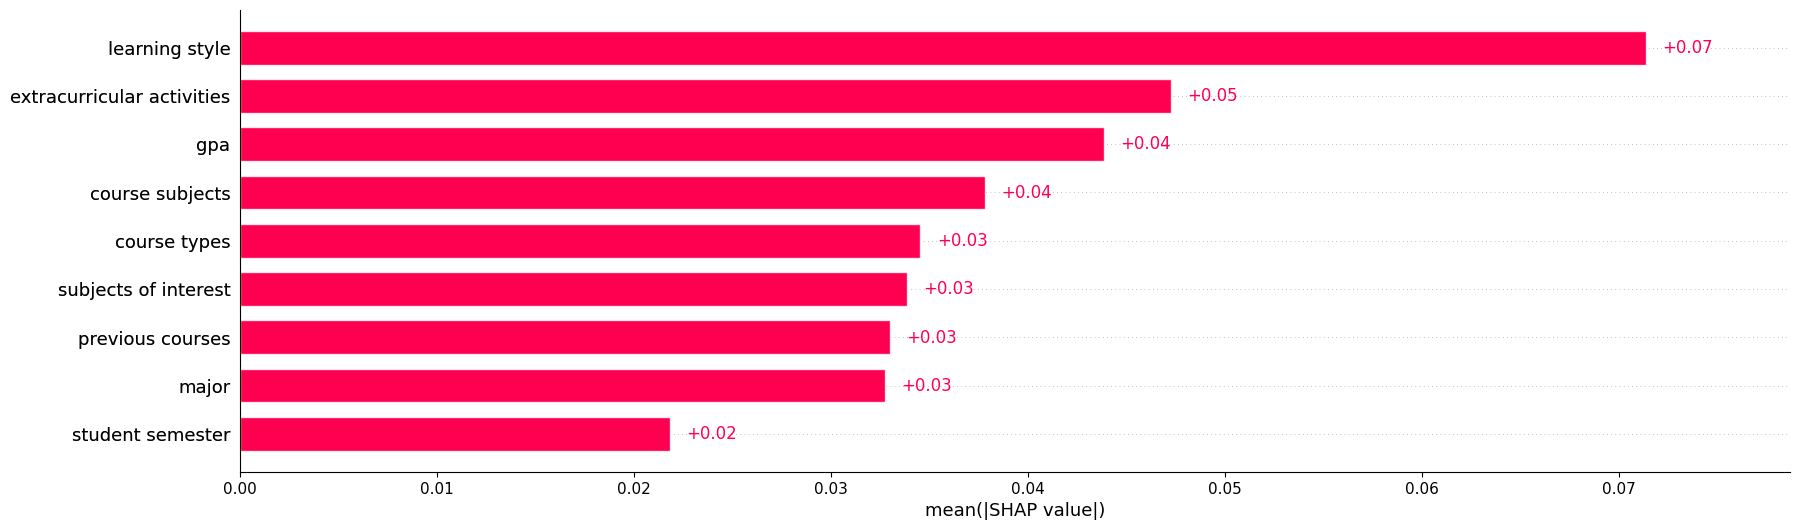 learning style +0.07
extracurricular activities +0.05
gpa +0.04
course subjects +0.04
course types +0.03
subjects of interest +0.03
previous courses +0.03
major +0.03
student semester +0.02
0.00 0.01 0.02 0.03 0.04 0.05 0.06 0.07
mean(|SHAP value|)